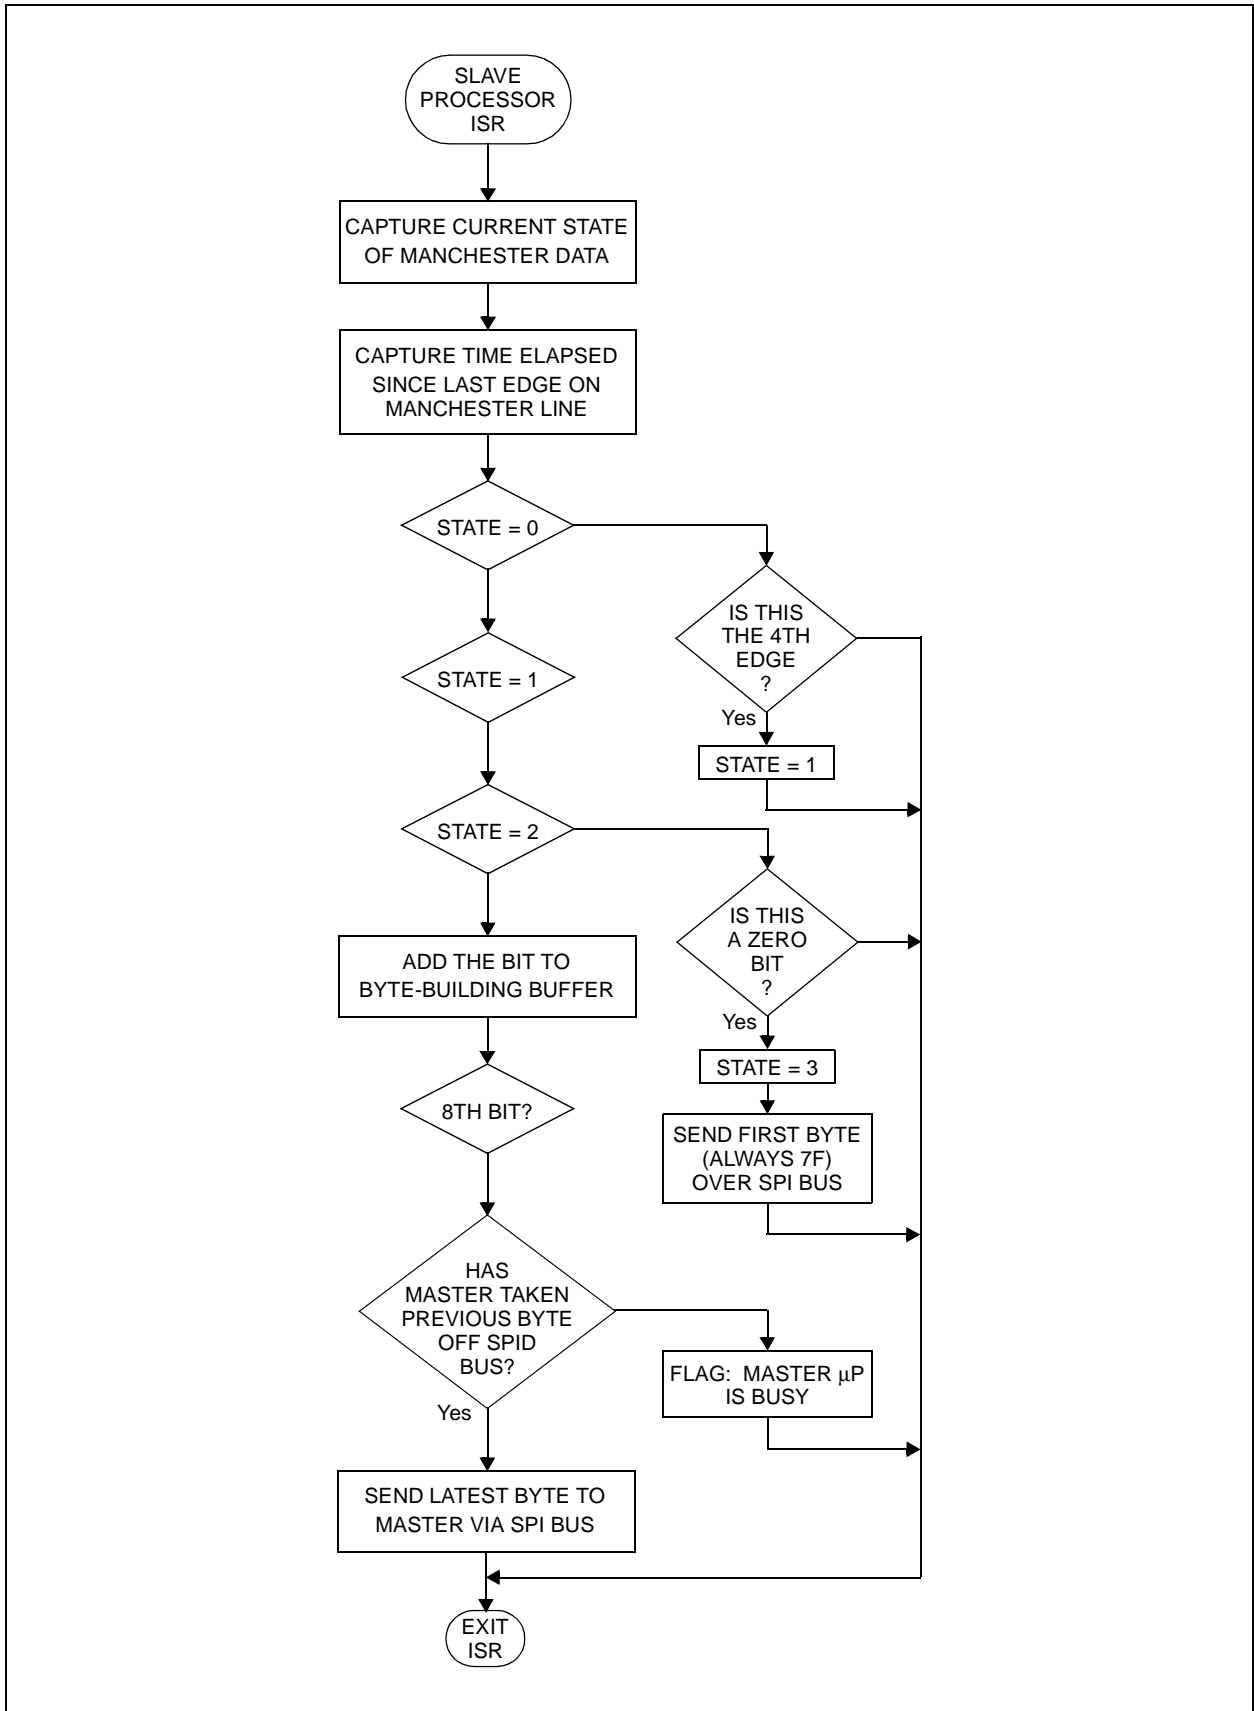 SLAVE
PROCESSOR
ISR
CAPTURE CURRENT STATE
OF MANCHESTER DATA
CAPTURE TIME ELAPSED
SINCE LAST EDGE ON
MANCHESTER LINE
STATE = 0
IS THIS
THE 4TH
EDGE
?
Yes
STATE = 1
STATE = 1
STATE = 2
IS THIS
A ZERO
BIT
?
Yes
STATE = 3
SEND FIRST BYTE
(ALWAYS 7F)
OVER SPI BUS
ADD THE BIT TO
BYTE-BUILDING BUFFER
8TH BIT?
HAS
MASTER TAKEN
PREVIOUS BYTE
OFF SPID
BUS?
Yes
FLAG:  MASTER μP
IS BUSY
SEND LATEST BYTE TO
MASTER VIA SPI BUS
EXIT
ISR